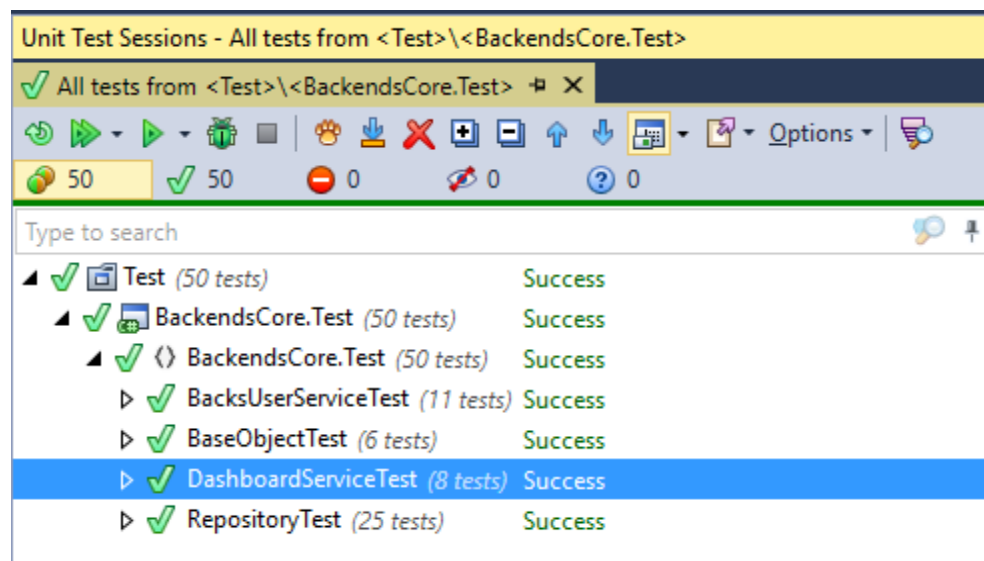 Unit Test Sessions - All tests from <Test>\<BackendsCore.Test>
All tests from <Test>\<BackendsCore.Test>
Options
50 50 0 0 0
Type to search
Test (50 tests) Success
BackendsCore.Test (50 tests) Success
BackendsCore.Test (50 tests) Success
BacksUserServiceTest (11 tests) Success
BaseObjectTest (6 tests) Success
DashboardServiceTest (8 tests) Success
RepositoryTest (25 tests) Success